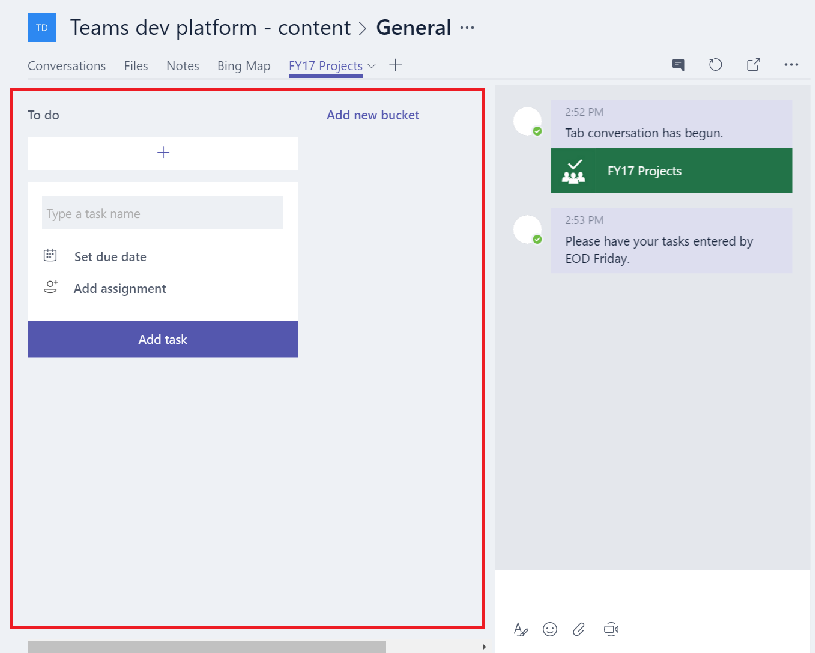 TD Teams dev platform - content > General ...
Conversations Files Notes Bing Map FY17 Projects
To do Add new bucket
Type a task name
Set due date
Add assignment
Add task
2:52 PM
Tab conversation has begun.
FY17 Projects
2:53 PM
Please have your tasks entered by
EOD Friday.